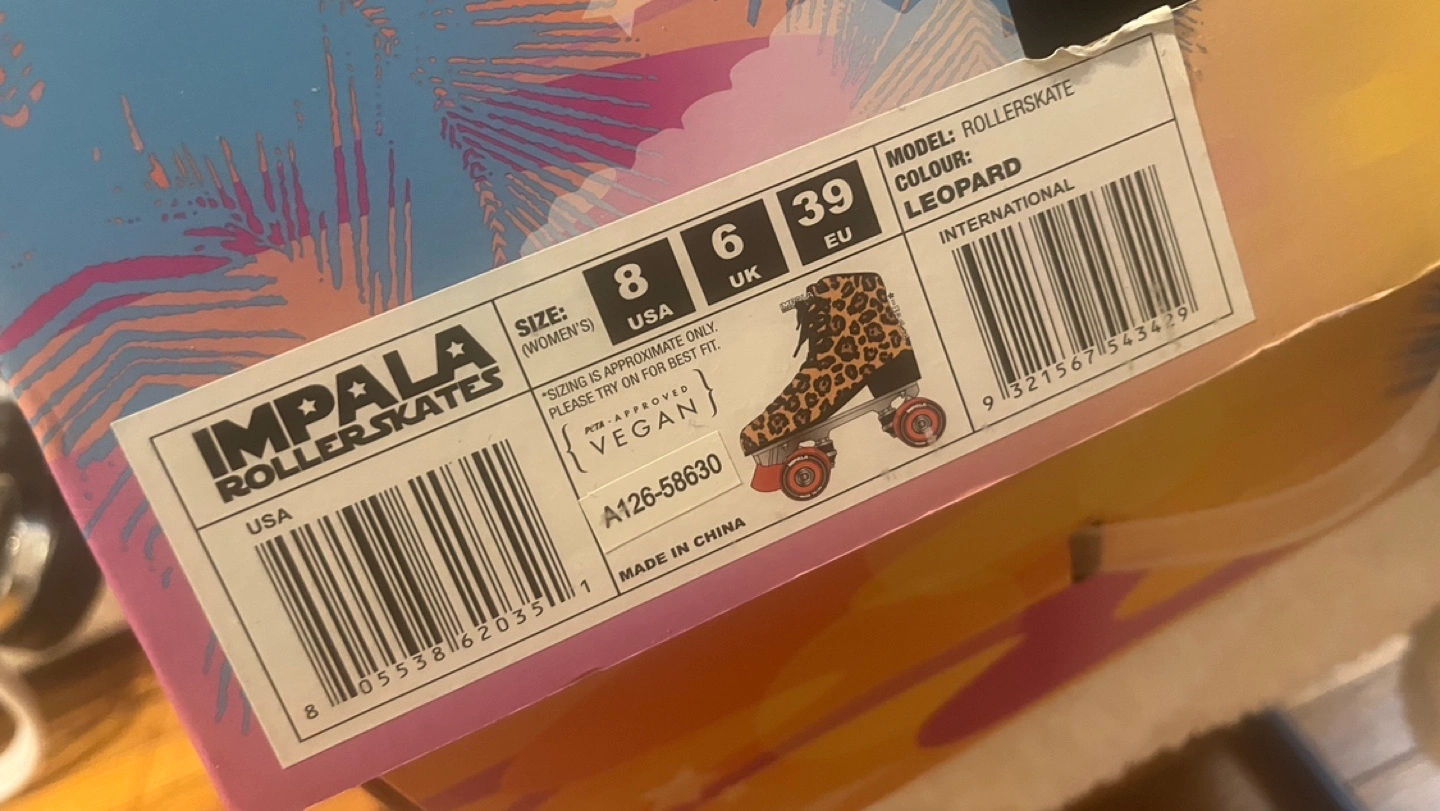 IMPALA
ROLLERSKATES
USA
8 05538 62035 1
SIZE:
(WOMEN'S)
8
USA
6
UK
39
EU
*SIZING IS APPROXIMATE ONLY.
PLEASE TRY ON FOR BEST FIT.
PETA-APPROVED
VEGAN
A126-58630
MADE IN CHINA
MODEL: ROLLERSKATE
COLOUR:
LEOPARD
INTERNATIONAL
9 321567 543429